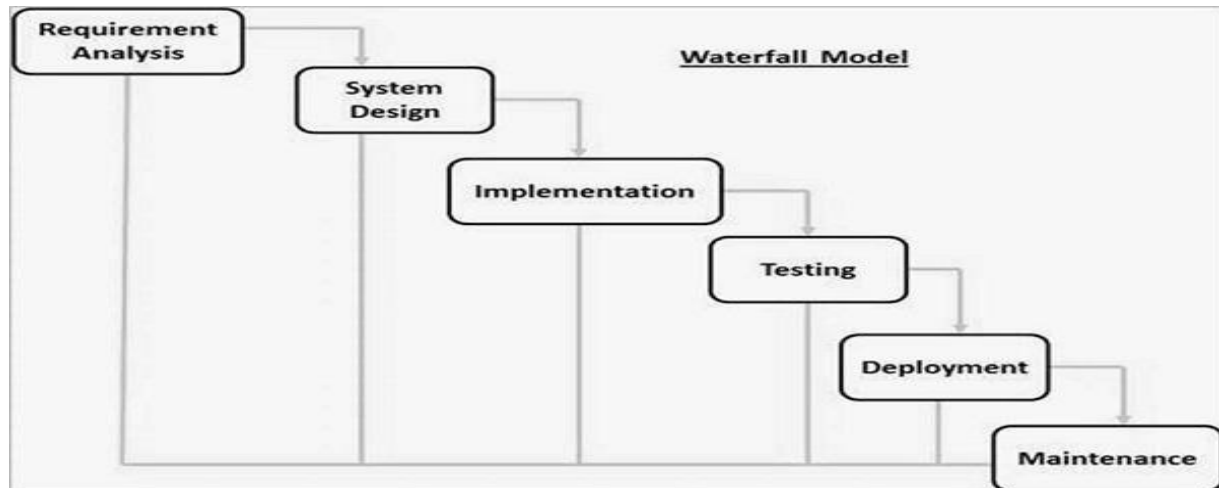 Requirement
Analysis
Waterfall Model
System
Design
Implementation
Testing
Deployment
Maintenance